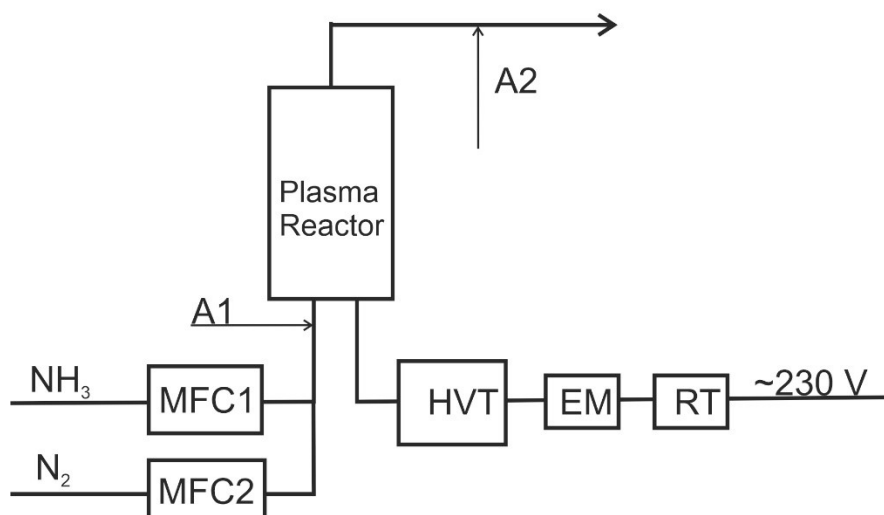 A2
Plasma
Reactor
A1
NH₃
MFC1
HVT
EM
RT
~230 V
N₂
MFC2